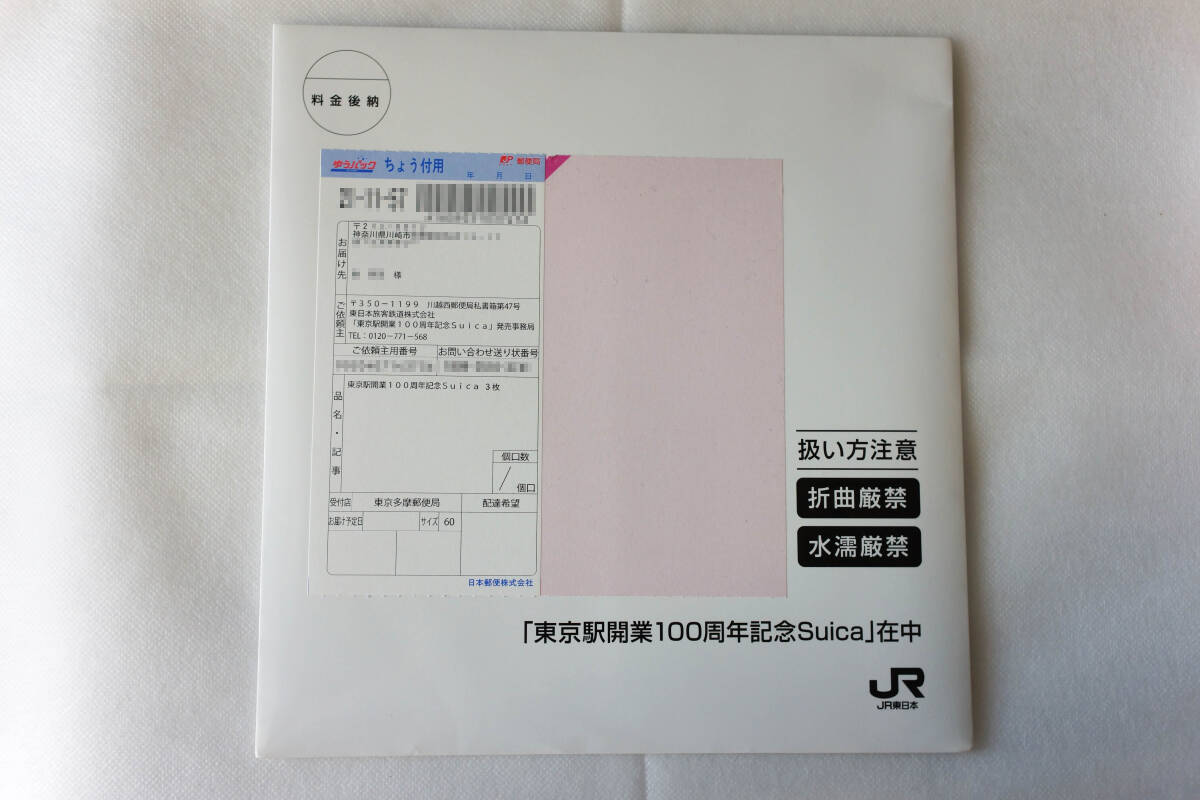 料金後納
ゆうパック ちょう付用 JP 郵便局
年 月 日
お届け先
〒2
神奈川県川崎市
様
ご依頼主
〒350-1199 川越西郵便局私書箱第47号
東日本旅客鉄道株式会社
「東京駅開業100周年記念Suica」発売事務局
TEL:0120-771-568
ご依頼主用番号 お問い合わせ送り状番号
品名・記事
東京駅開業100周年記念Suica 3枚
個口数
/ 個口
受付店 東京多摩郵便局 配達希望
お届け予定日 サイズ 60
日本郵便株式会社
扱い方注意
折曲厳禁
水濡厳禁
「東京駅開業100周年記念Suica」在中
JR
JR東日本